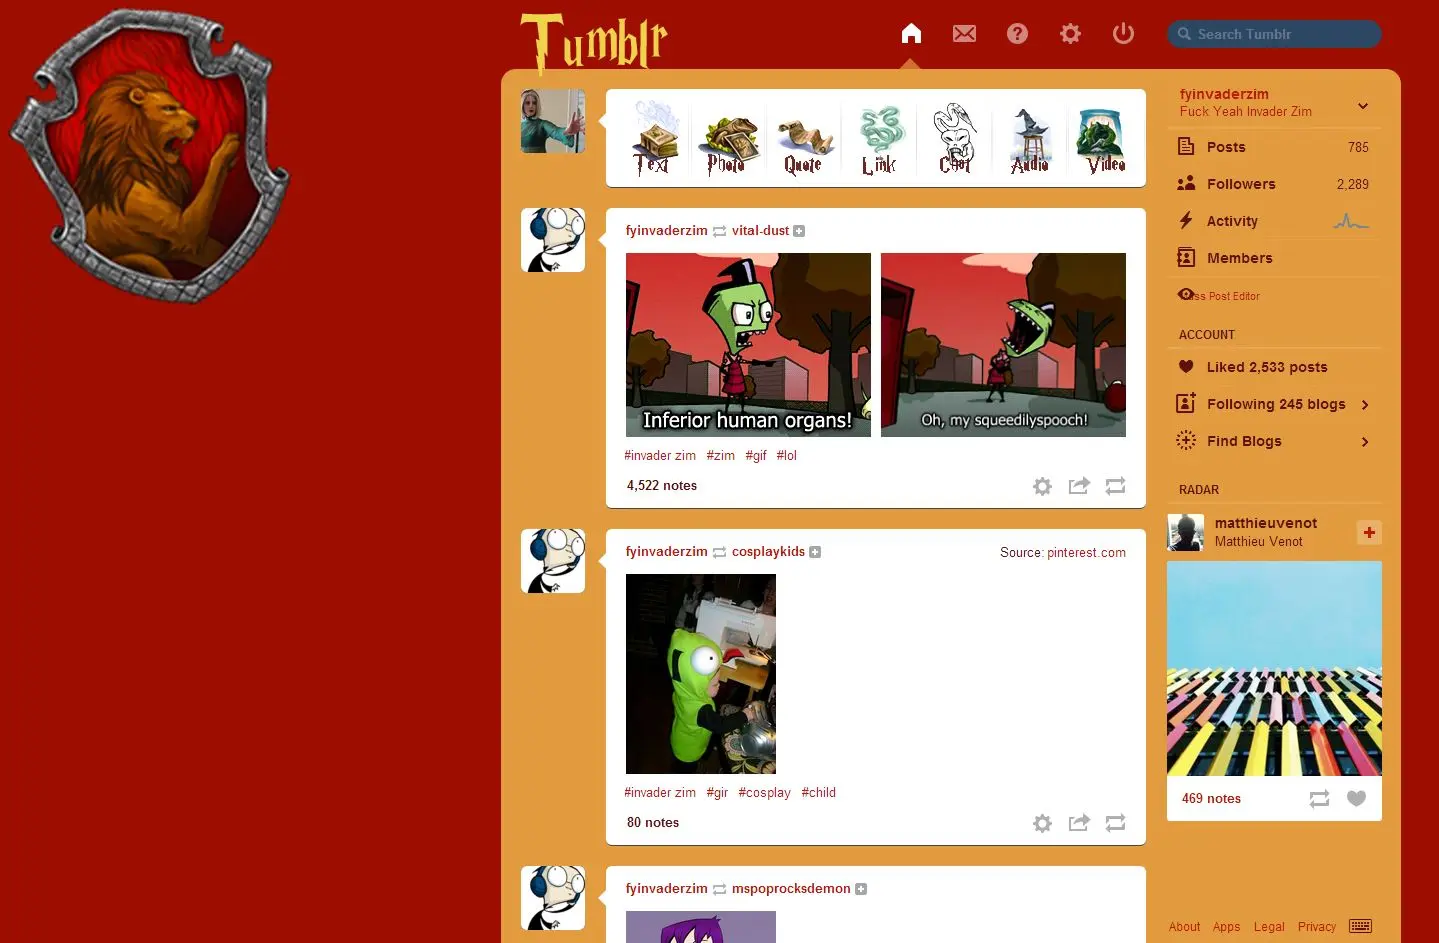 Tumblr
Search Tumblr
Text Photo Quote Link Chat Audio Video
fyinvaderzim
Fuck Yeah Invader Zim
Posts 785
Followers 2,289
Activity
Members
Mass Post Editor
ACCOUNT
Liked 2,533 posts
Following 245 blogs
Find Blogs
RADAR
matthieuvenot
Matthieu Venot
469 notes
fyinvaderzim vital-dust
Inferior human organs!
Oh, my squeedilyspooch!
#invader zim #zim #gif #lol
4,522 notes
fyinvaderzim cosplaykids
Source: pinterest.com
#invader zim #gir #cosplay #child
80 notes
fyinvaderzim mspoprocksdemon
About Apps Legal Privacy